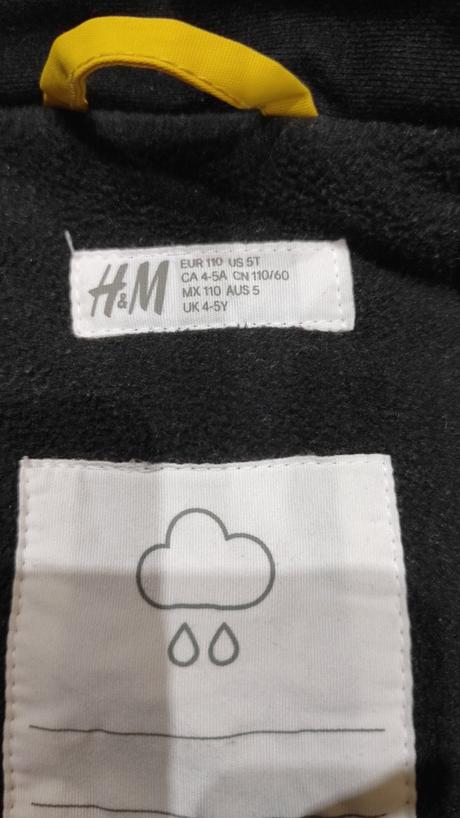 H&M
EUR 110 US 5T
CA 4-5A CN 110/60
MX 110 AUS 5
UK 4-5Y